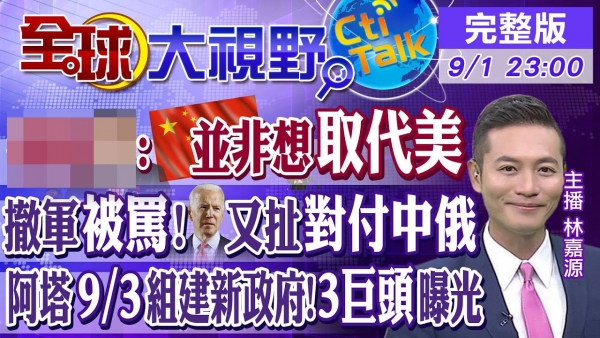 全球大視野
Cti Talk
完整版
9/1 23:00
: 並非想取代美
撤軍被罵! 又扯對付中俄
阿塔9/3組建新政府!3巨頭曝光
主播 林嘉源